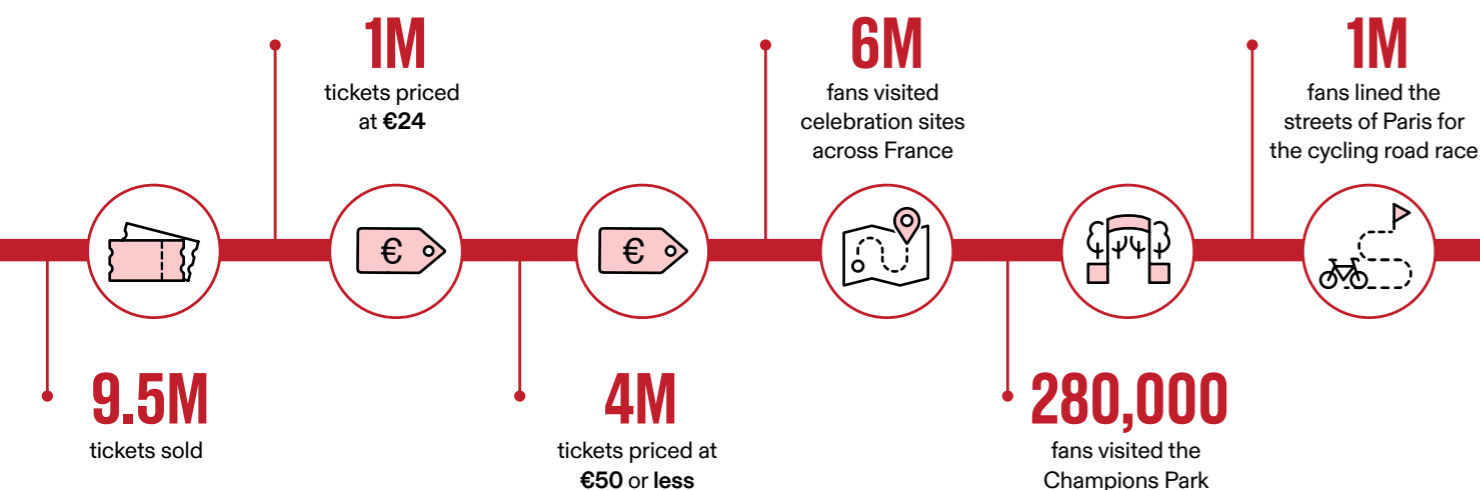 9.5M
tickets sold
1M
tickets priced
at €24
€
4M
tickets priced at
€50 or less
€
6M
fans visited
celebration sites
across France
280,000
fans visited the
Champions Park
1M
fans lined the
streets of Paris for
the cycling road race